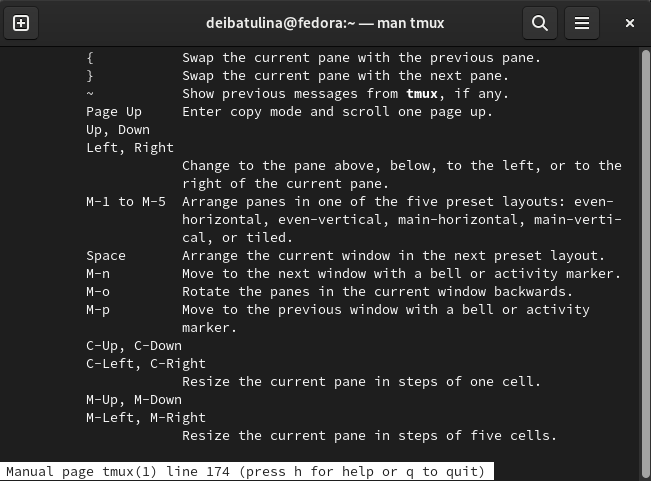 deibatulina@fedora:~ — man tmux
{ Swap the current pane with the previous pane.
} Swap the current pane with the next pane.
~ Show previous messages from tmux, if any.
Page Up Enter copy mode and scroll one page up.
Up, Down
Left, Right
Change to the pane above, below, to the left, or to the
right of the current pane.
M-1 to M-5 Arrange panes in one of the five preset layouts: even-
horizontal, even-vertical, main-horizontal, main-verti-
cal, or tiled.
Space Arrange the current window in the next preset layout.
M-n Move to the next window with a bell or activity marker.
M-o Rotate the panes in the current window backwards.
M-p Move to the previous window with a bell or activity
marker.
C-Up, C-Down
C-Left, C-Right
Resize the current pane in steps of one cell.
M-Up, M-Down
M-Left, M-Right
Resize the current pane in steps of five cells.
Manual page tmux(1) line 174 (press h for help or q to quit)